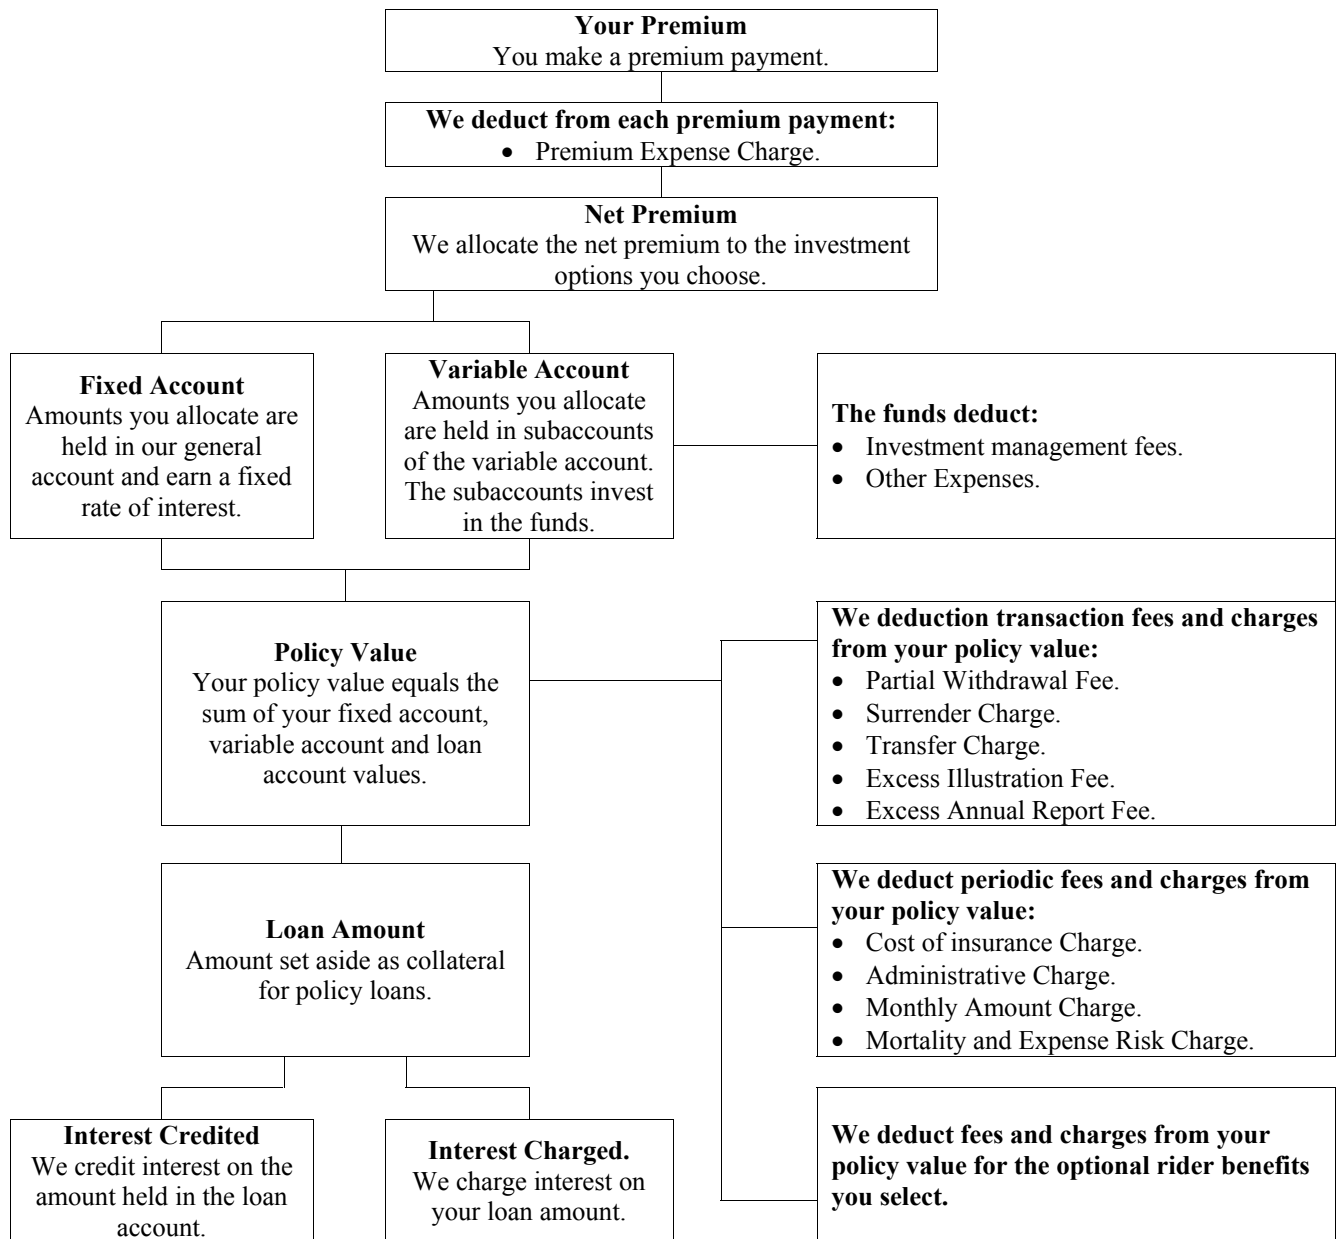 Your Premium
You make a premium payment.
We deduct from each premium payment:
• Premium Expense Charge.
Net Premium
We allocate the net premium to the investment
options you choose.
Fixed Account
Amounts you allocate are
held in our general
account and earn a fixed
rate of interest.
Variable Account
Amounts you allocate
are held in subaccounts
of the variable account.
The subaccounts invest
in the funds.
The funds deduct:
• Investment management fees.
• Other Expenses.
Policy Value
Your policy value equals the
sum of your fixed account,
variable account and loan
account values.
We deduction transaction fees and charges
from your policy value:
• Partial Withdrawal Fee.
• Surrender Charge.
• Transfer Charge.
• Excess Illustration Fee.
• Excess Annual Report Fee.
Loan Amount
Amount set aside as collateral
for policy loans.
We deduct periodic fees and charges from
your policy value:
• Cost of insurance Charge.
• Administrative Charge.
• Monthly Amount Charge.
• Mortality and Expense Risk Charge.
Interest Credited
We credit interest on the
amount held in the loan
account.
Interest Charged.
We charge interest on
your loan amount.
We deduct fees and charges from your
policy value for the optional rider benefits
you select.